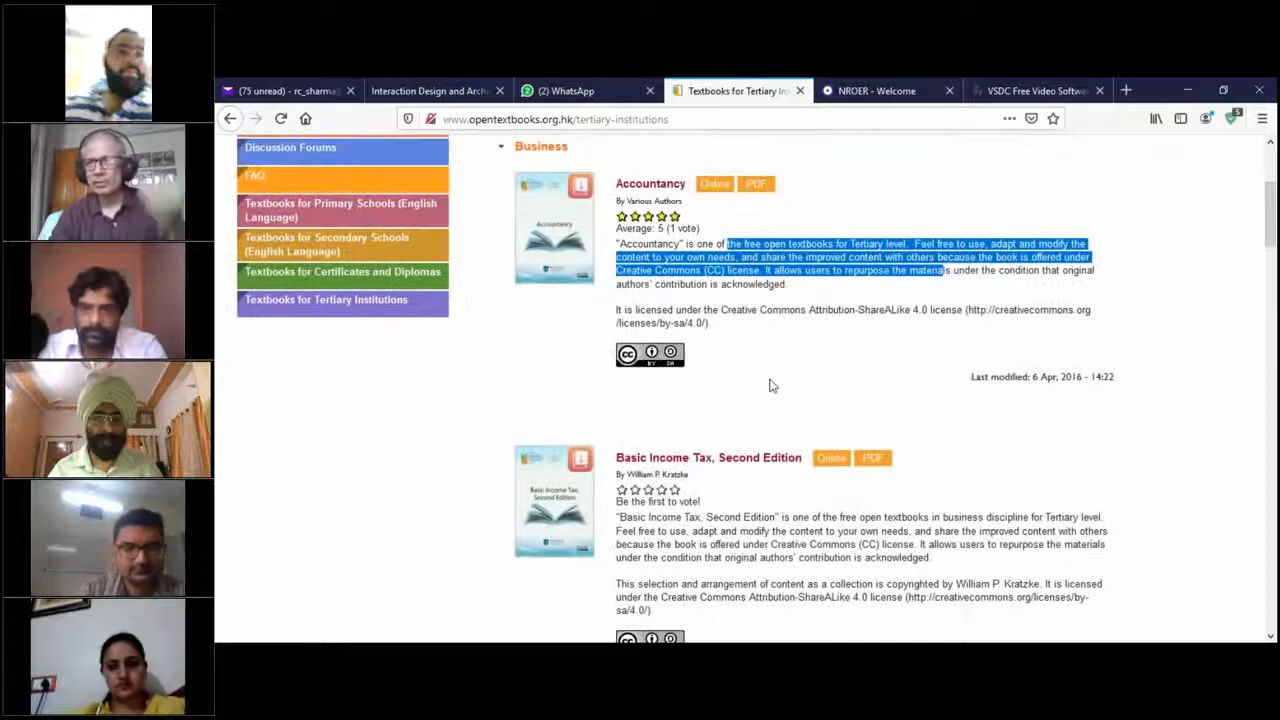 (75 unread) - rc_sharma
Interaction Design and Arch
(2) WhatsApp
Textbooks for Tertiary In
NROER - Welcome
VSDC Free Video Softwa
www.opentextbooks.org.hk/tertiary-institutions
5
Discussion Forums
FAQ
Textbooks for Primary Schools (English
Language)
Textbooks for Secondary Schools
(English Language)
Textbooks for Certificates and Diplomas
Textbooks for Tertiary Institutions
Business
Accountancy
Accountancy Online PDF
By Various Authors
Average: 5 (1 vote)
"Accountancy" is one of the free open textbooks for Tertiary level. Feel free to use, adapt and modify the
content to your own needs, and share the improved content with others because the book is offered under
Creative Commons (CC) license. It allows users to repurpose the materials under the condition that original
authors' contribution is acknowledged.
It is licensed under the Creative Commons Attribution-ShareALike 4.0 license (http://creativecommons.org
/licenses/by-sa/4.0/).
CC BY SA
Last modified: 6 Apr, 2016 - 14:22
Basic Income Tax,
Second Edition
Basic Income Tax, Second Edition Online PDF
By William P. Kratzke
Be the first to vote!
"Basic Income Tax, Second Edition" is one of the free open textbooks in business discipline for Tertiary level.
Feel free to use, adapt and modify the content to your own needs, and share the improved content with others
because the book is offered under Creative Commons (CC) license. It allows users to repurpose the materials
under the condition that original authors' contribution is acknowledged.
This selection and arrangement of content as a collection is copyrighted by William P. Kratzke. It is licensed
under the Creative Commons Attribution-ShareALike 4.0 license (http://creativecommons.org/licenses/by-
sa/4.0/).